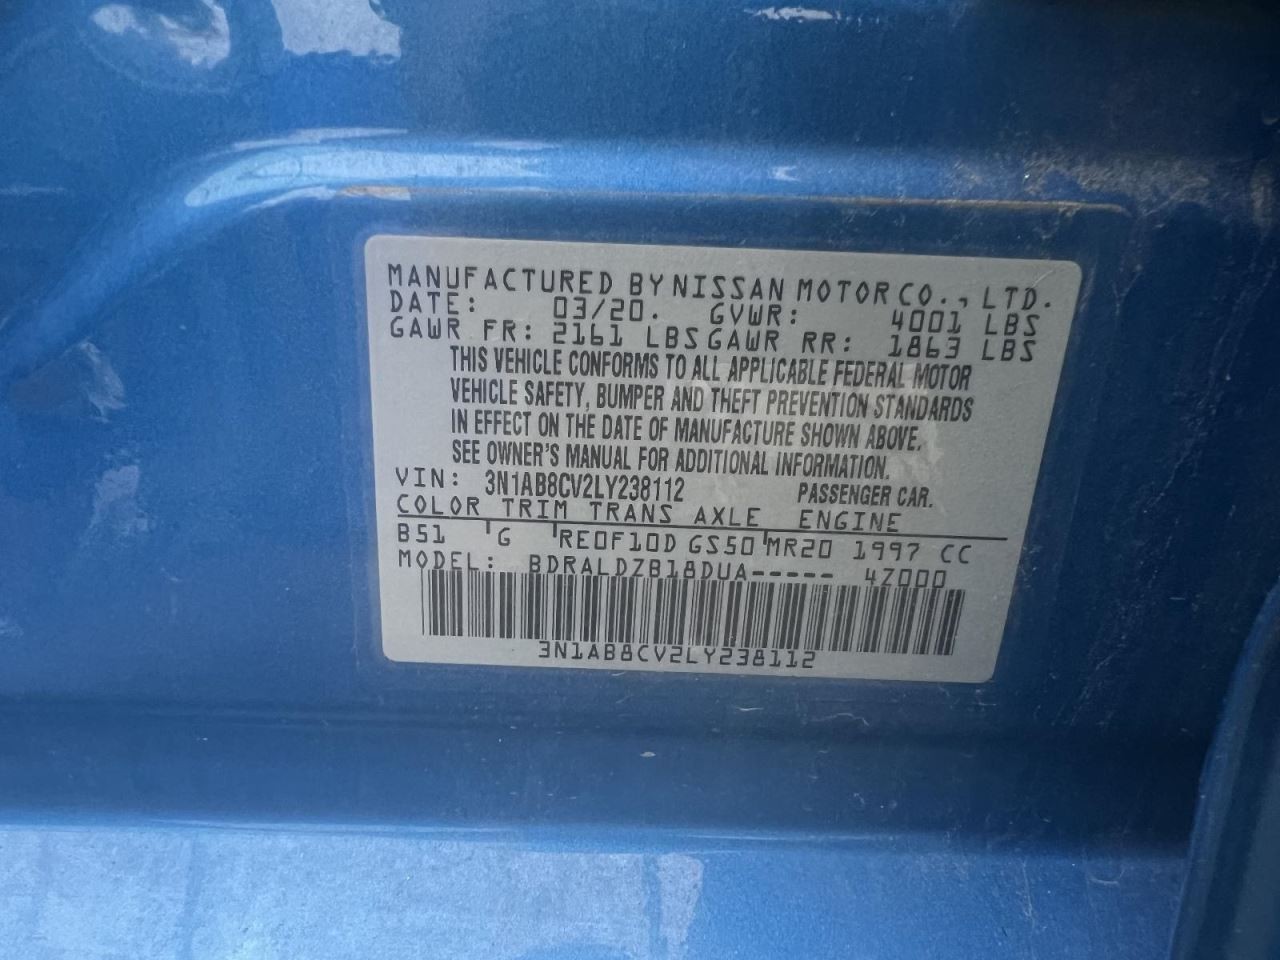 MANUFACTURED BY NISSAN MOTOR CO., LTD.
DATE: 03/20. GVWR: 4001 LBS
GAWR FR: 2161 LBS GAWR RR: 1863 LBS
THIS VEHICLE CONFORMS TO ALL APPLICABLE FEDERAL MOTOR
VEHICLE SAFETY, BUMPER AND THEFT PREVENTION STANDARDS
IN EFFECT ON THE DATE OF MANUFACTURE SHOWN ABOVE.
SEE OWNER'S MANUAL FOR ADDITIONAL INFORMATION.
VIN: 3N1AB8CV2LY238112 PASSENGER CAR.
COLOR TRIM TRANS AXLE ENGINE
B51 G RE0F10D GS50 MR20 1997 CC
MODEL: BDRALDZB18DUA----- 4Z000
3N1AB8CV2LY238112